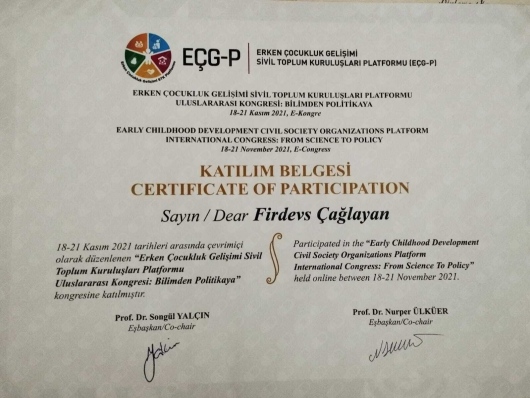 EÇG-P
ERKEN ÇOCUKLUK GELİŞİMİ
SİVİL TOPLUM KURULUŞLARI PLATFORMU (EÇG-P)
ERKEN ÇOCUKLUK GELİŞİMİ SİVİL TOPLUM KURULUŞLARI PLATFORMU
ULUSLARARASI KONGRESİ: BİLİMDEN POLİTİKAYA
18-21 Kasım 2021, E-Kongre
EARLY CHILDHOOD DEVELOPMENT CIVIL SOCIETY ORGANIZATIONS PLATFORM
INTERNATIONAL CONGRESS: FROM SCIENCE TO POLICY
18-21 November 2021, E-Congress
KATILIM BELGESİ
CERTIFICATE OF PARTICIPATION
Sayın / Dear Firdevs Çağlayan
18-21 Kasım 2021 tarihleri arasında çevrimiçi
olarak düzenlenen "Erken Çocukluk Gelişimi Sivil
Toplum Kuruluşları Platformu
Uluslararası Kongresi: Bilimden Politikaya"
kongresine katılmıştır.
Prof. Dr. Songül YALÇIN
Eşbaşkan/Co-chair
Participated in the "Early Childhood Development
Civil Society Organizations Platform
International Congress: From Science To Policy"
held online between 18-21 November 2021.
Prof. Dr. Nurper ÜLKÜER
Eşbaşkan/Co-chair